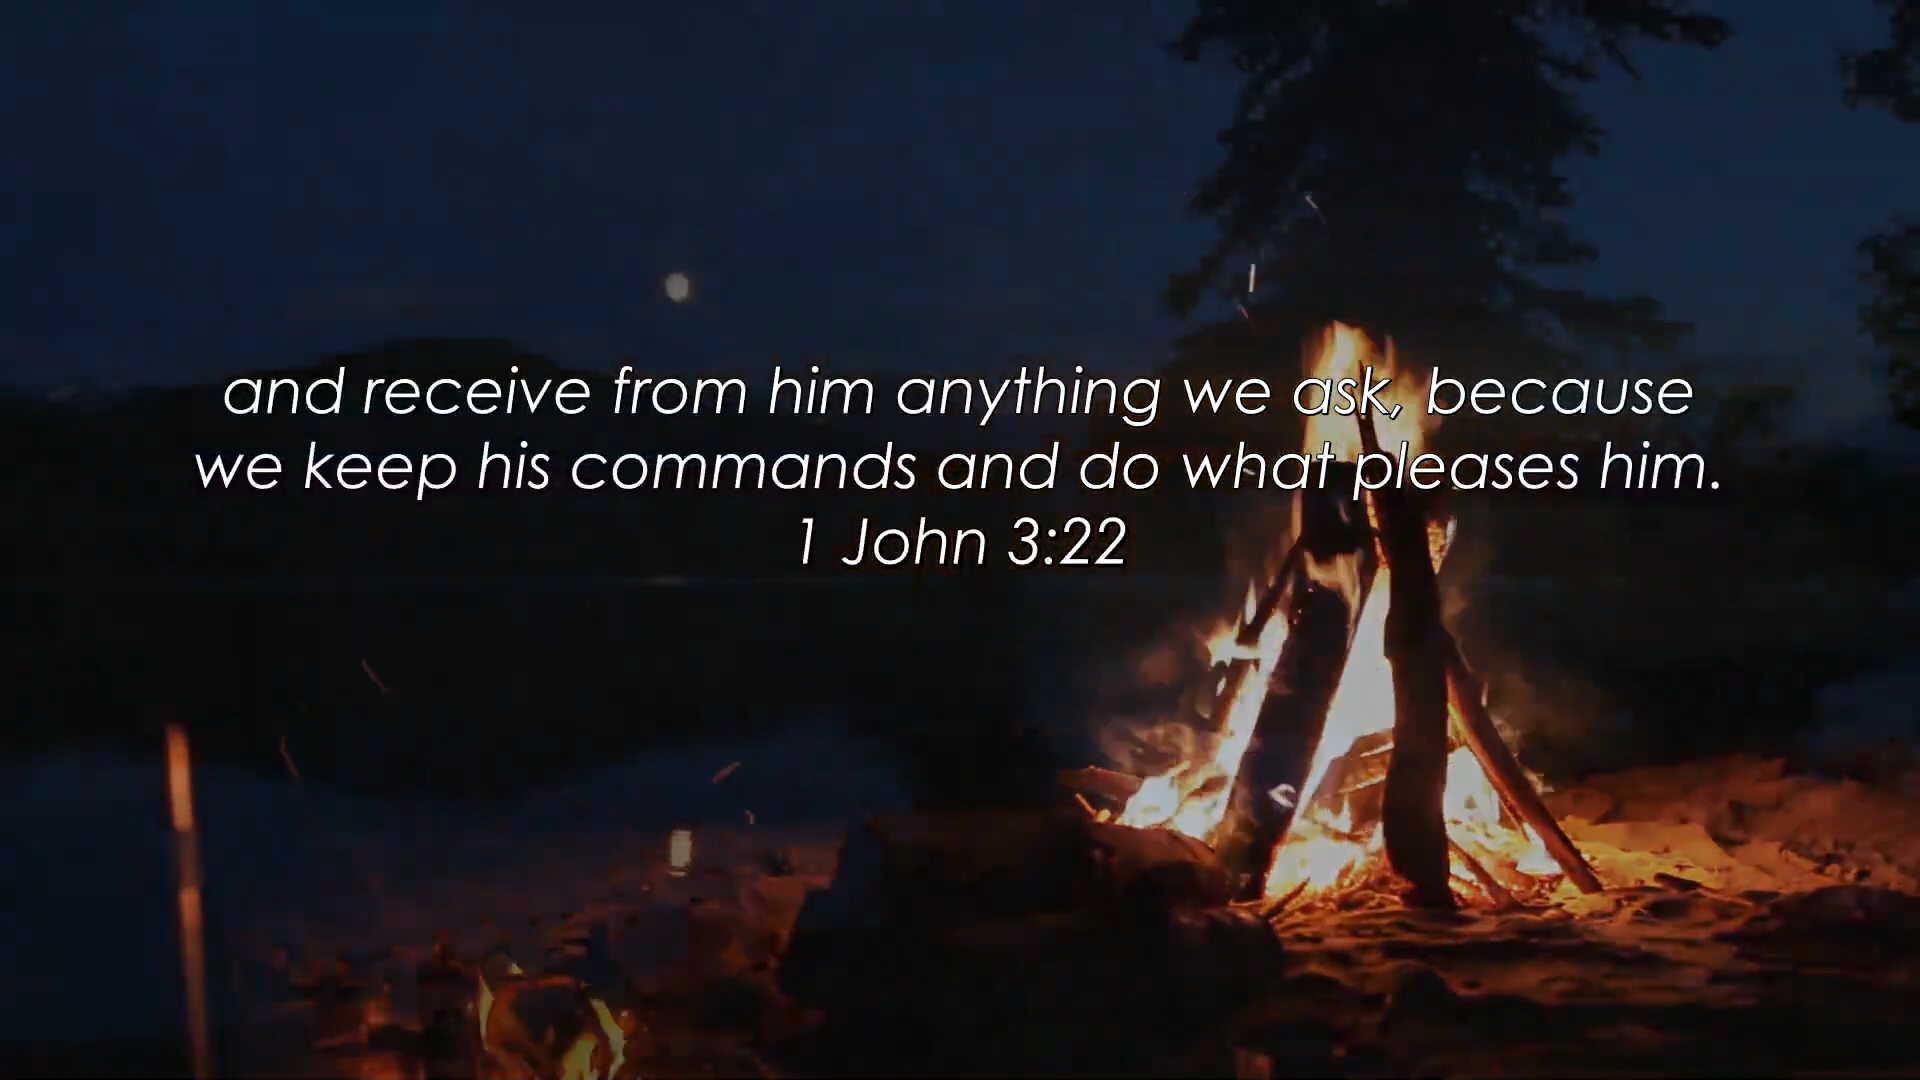 and receive from him anything we ask, because
we keep his commands and do what pleases him.
1 John 3:22